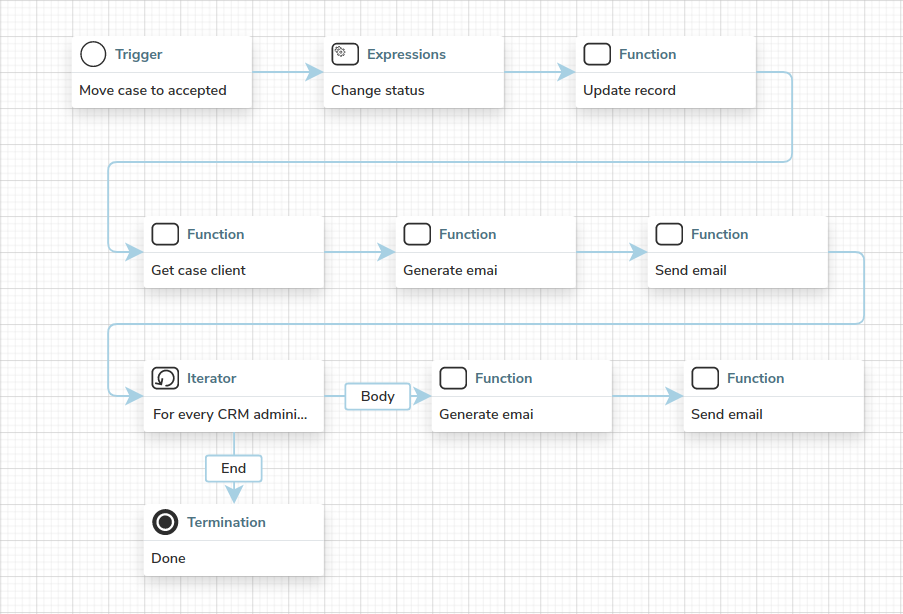 Trigger
Move case to accepted
Expressions
Change status
Function
Update record
Function
Get case client
Function
Generate emai
Function
Send email
Iterator
For every CRM admini...
Body
Function
Generate emai
Function
Send email
End
Termination
Done